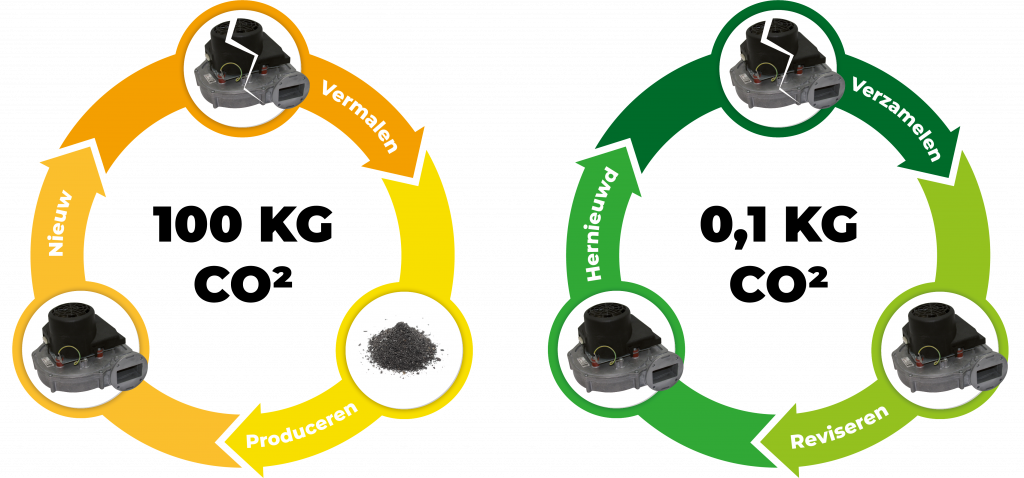 Vermalen
Nieuw
100 KG
CO²
Produceren
Verzamelen
Hernieuwd
0,1 KG
CO²
Reviseren